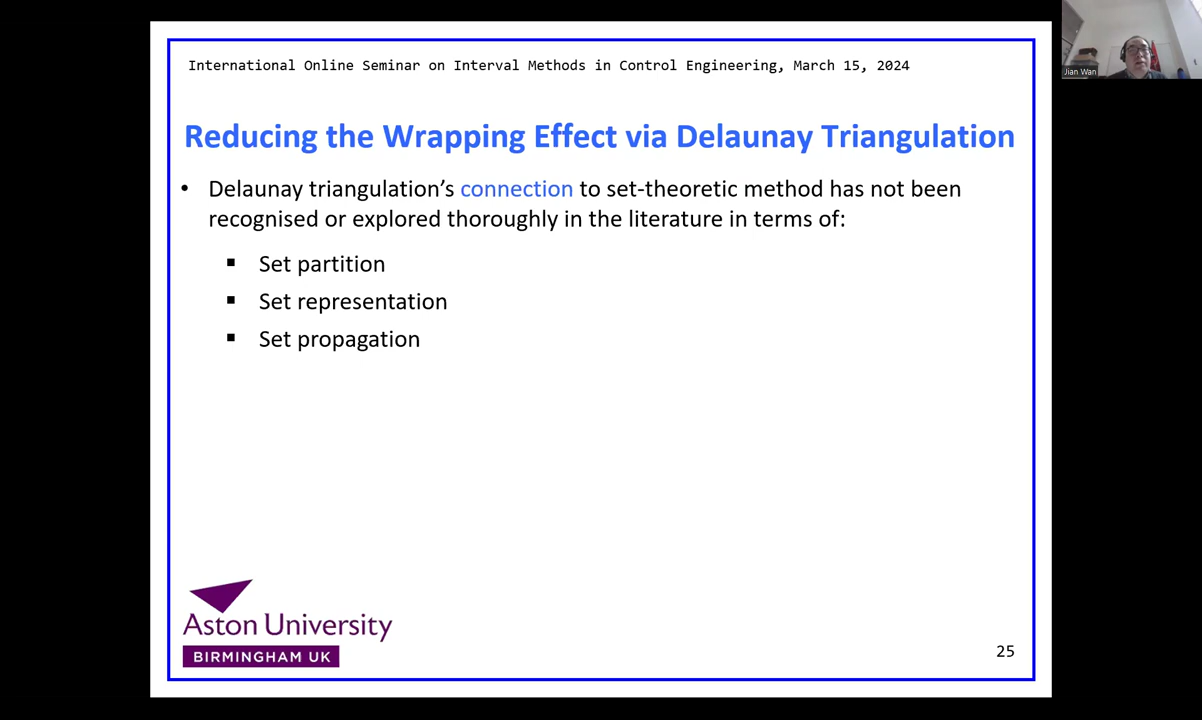 International Online Seminar on Interval Methods in Control Engineering, March 15, 2024
Jian Wan
Reducing the Wrapping Effect via Delaunay Triangulation
• Delaunay triangulation's connection to set-theoretic method has not been
recognised or explored thoroughly in the literature in terms of:
▪ Set partition
▪ Set representation
▪ Set propagation
Aston University
BIRMINGHAM UK
25